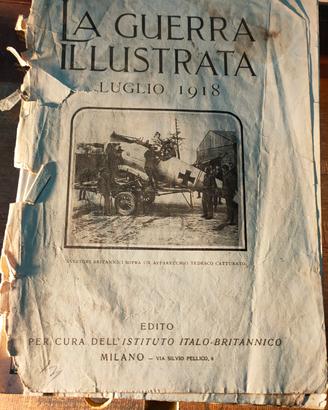 LA GUERRA
ILLUSTRATA
LUGLIO 1918
AVIATORI BRITANNICI SOPRA UN APPARECCHIO TEDESCO CATTURATO.
EDITO
PER CURA DELL'ISTITUTO ITALO-BRITANNICO
MILANO – VIA SILVIO PELLICO, 6